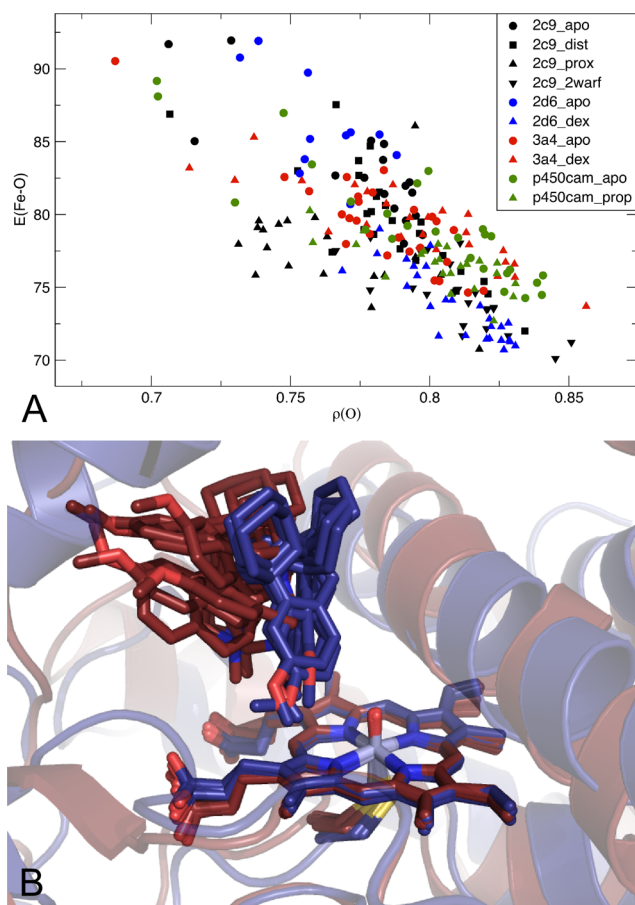 2c9_apo
2c9_dist
2c9_prox
2c9_2warf
2d6_apo
2d6_dex
3a4_apo
3a4_dex
p450cam_apo
p450cam_prop
90
85
80
75
70
E(Fe-O)
0.7
0.75
0.8
0.85
ρ(O)
A
B